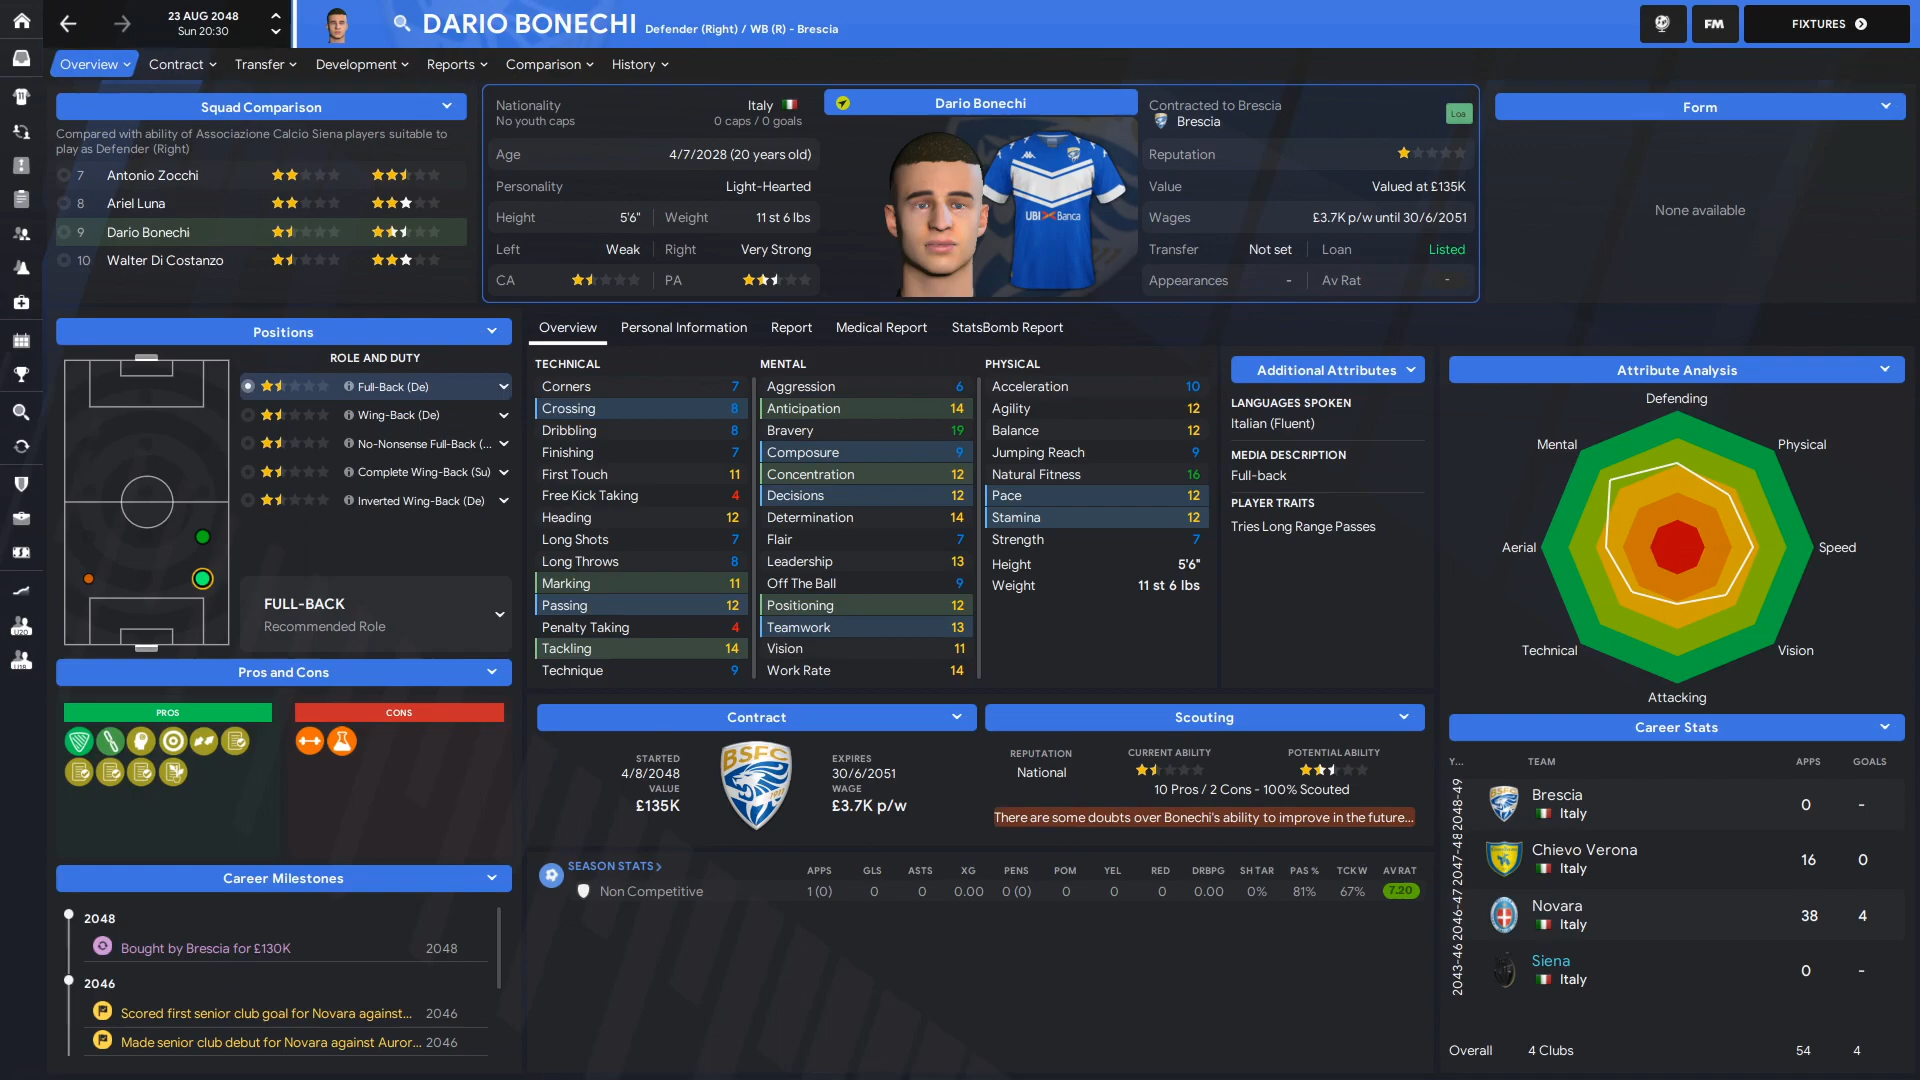 23 AUG 2048
Sun 20:30
DARIO BONECHI
Defender (Right) / WB (R) - Brescia
FM
FIXTURES
Overview
Contract
Transfer
Development
Reports
Comparison
History
Squad Comparison
Compared with ability of Associazione Calcio Siena players suitable to
play as Defender (Right)
7 Antonio Zocchi
8 Ariel Luna
9 Dario Bonechi
10 Walter Di Costanzo
Nationality Italy
No youth caps 0 caps / 0 goals
Age 4/7/2028 (20 years old)
Personality Light-Hearted
Height 5'6" Weight 11 st 6 lbs
Left Weak Right Very Strong
CA PA
Dario Bonechi
UBI Banca
Contracted to Brescia
Brescia
Loa
Reputation
Value Valued at £135K
Wages £3.7K p/w until 30/6/2051
Transfer Not set Loan Listed
Appearances - Av Rat -
Form
None available
Positions
ROLE AND DUTY
Full-Back (De)
Wing-Back (De)
No-Nonsense Full-Back (...
Complete Wing-Back (Su)
Inverted Wing-Back (De)
FULL-BACK
Recommended Role
Pros and Cons
PROS
CONS
Career Milestones
2048
Bought by Brescia for £130K 2048
2046
Scored first senior club goal for Novara against... 2046
Made senior club debut for Novara against Auror... 2046
Overview
Personal Information
Report
Medical Report
StatsBomb Report
TECHNICAL
Corners 7
Crossing 8
Dribbling 8
Finishing 7
First Touch 11
Free Kick Taking 4
Heading 12
Long Shots 7
Long Throws 8
Marking 11
Passing 12
Penalty Taking 4
Tackling 14
Technique 9
MENTAL
Aggression 6
Anticipation 14
Bravery 19
Composure 9
Concentration 12
Decisions 12
Determination 14
Flair 7
Leadership 13
Off The Ball 9
Positioning 12
Teamwork 13
Vision 11
Work Rate 14
PHYSICAL
Acceleration 10
Agility 12
Balance 12
Jumping Reach 9
Natural Fitness 16
Pace 12
Stamina 12
Strength 7
Height 5'6"
Weight 11 st 6 lbs
Additional Attributes
LANGUAGES SPOKEN
Italian (Fluent)
MEDIA DESCRIPTION
Full-back
PLAYER TRAITS
Tries Long Range Passes
Attribute Analysis
Defending
Mental
Physical
Aerial
Speed
Technical
Vision
Attacking
Contract
STARTED
4/8/2048
VALUE
£135K
BSFC
EXPIRES
30/6/2051
WAGE
£3.7K p/w
Scouting
REPUTATION
National
CURRENT ABILITY
POTENTIAL ABILITY
10 Pros / 2 Cons - 100% Scouted
There are some doubts over Bonechi's ability to improve in the future...
SEASON STATS
APPS GLS ASTS XG PENS POM YEL RED DRBPG SH TAR PAS % TCK W AV RAT
Non Competitive 1 (0) 0 0 0.00 0 (0) 0 0 0 0.00 0% 81% 67% 7.20
Career Stats
Y... TEAM APPS GOALS
2048-49 Brescia 0 -
Italy
2047-48 Chievo Verona 16 0
Italy
2046-47 Novara 38 4
Italy
2043-46 Siena 0 -
Italy
Overall 4 Clubs 54 4